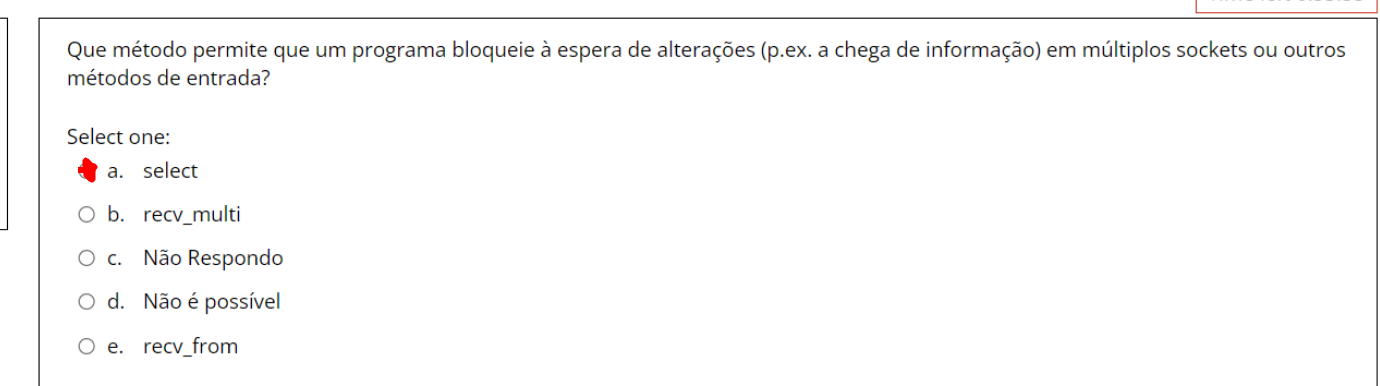 Que método permite que um programa bloqueie à espera de alterações (p.ex. a chega de informação) em múltiplos sockets ou outros
métodos de entrada?
Select one:
a. select
b. recv_multi
c. Não Respondo
d. Não é possível
e. recv_from